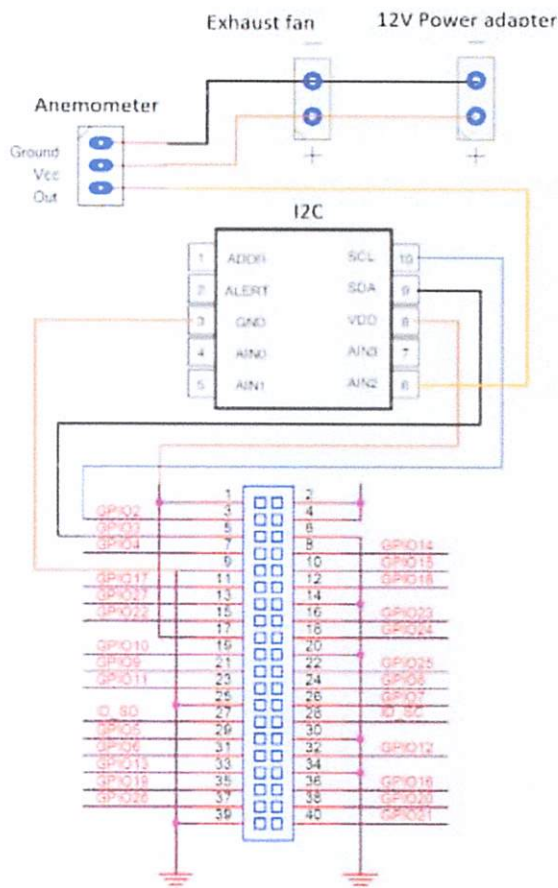 Exhaust fan 12V Power adapter
Anemometer
Ground
Vcc
Out
I2C
1 ADDR SCL 10
2 ALERT SDA 9
3 GND VDD 8
4 AIN0 AIN3 7
5 AIN1 AIN2 6
1 2
GPIO2 3 4
GPIO3 5 6
GPIO4 7 8 GPIO14
9 10 GPIO15
GPIO17 11 12 GPIO18
GPIO27 13 14
GPIO22 15 16 GPIO23
17 18 GPIO24
GPIO10 19 20
GPIO9 21 22 GPIO25
GPIO11 23 24 GPIO8
25 26 GPIO7
ID_SD 27 28 ID_SC
GPIO5 29 30
GPIO6 31 32 GPIO12
GPIO13 33 34
GPIO19 35 36 GPIO16
GPIO26 37 38 GPIO20
39 40 GPIO21